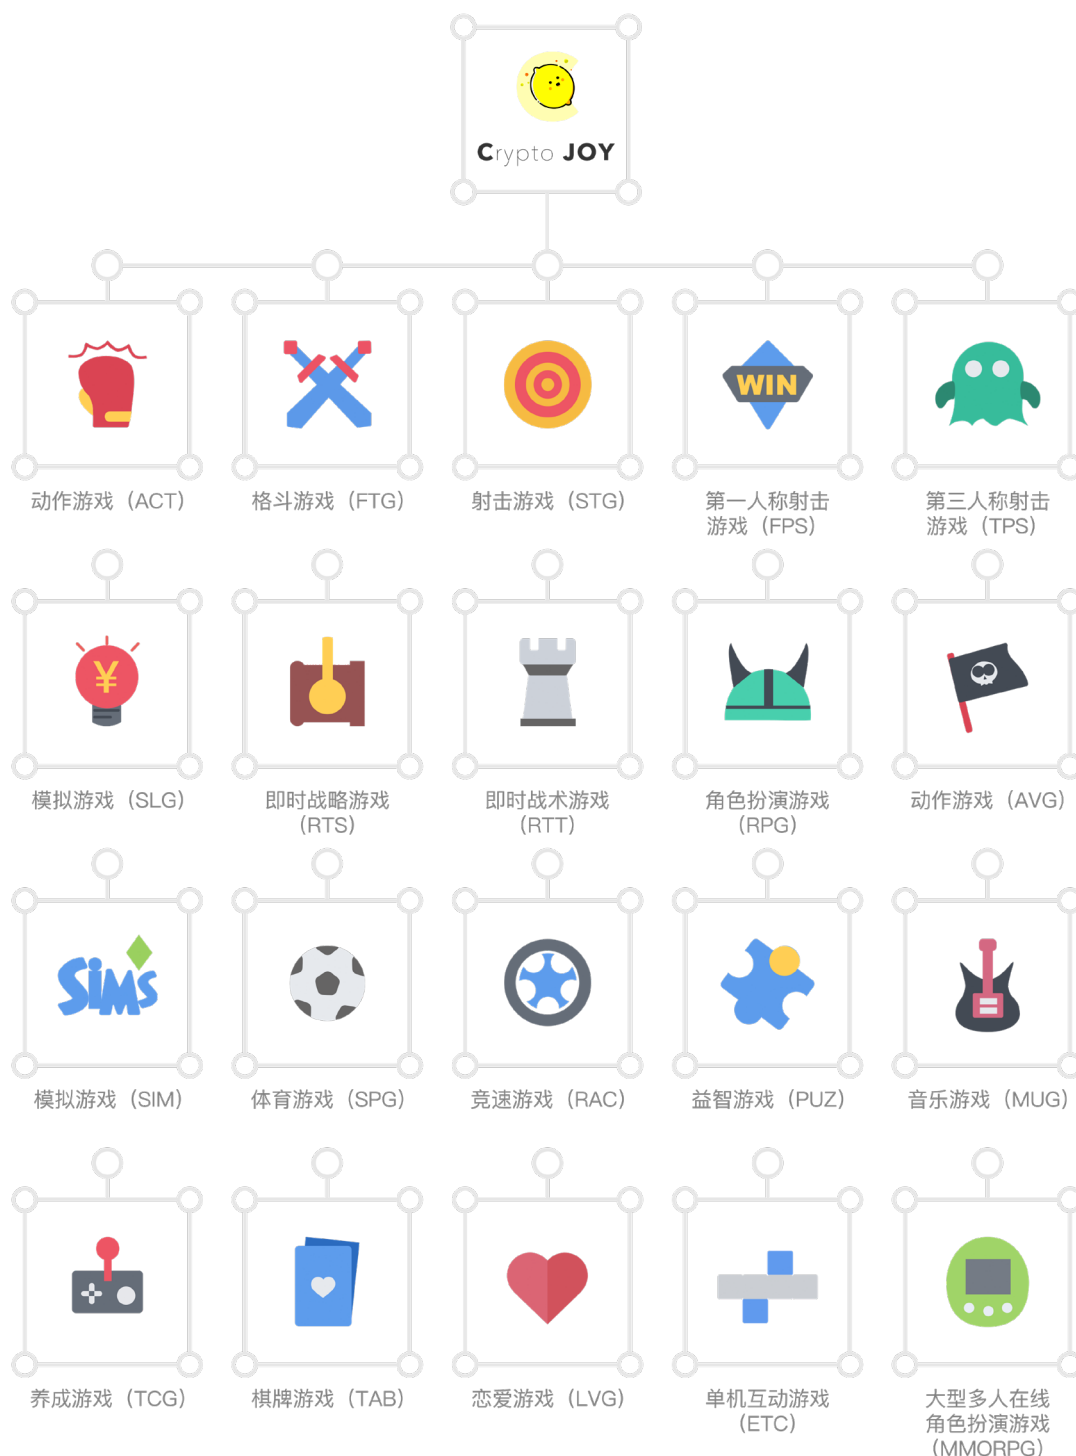 Crypto JOY
WIN
动作游戏（ACT）
格斗游戏（FTG）
射击游戏（STG）
第一人称射击
游戏（FPS）
第三人称射击
游戏（TPS）
¥
模拟游戏（SLG）
即时战略游戏
（RTS）
即时战术游戏
（RTT）
角色扮演游戏
（RPG）
动作游戏（AVG）
SiMs
模拟游戏（SIM）
体育游戏（SPG）
竞速游戏（RAC）
益智游戏（PUZ）
音乐游戏（MUG）
养成游戏（TCG）
棋牌游戏（TAB）
恋爱游戏（LVG）
单机互动游戏
（ETC）
大型多人在线
角色扮演游戏
（MMORPG）